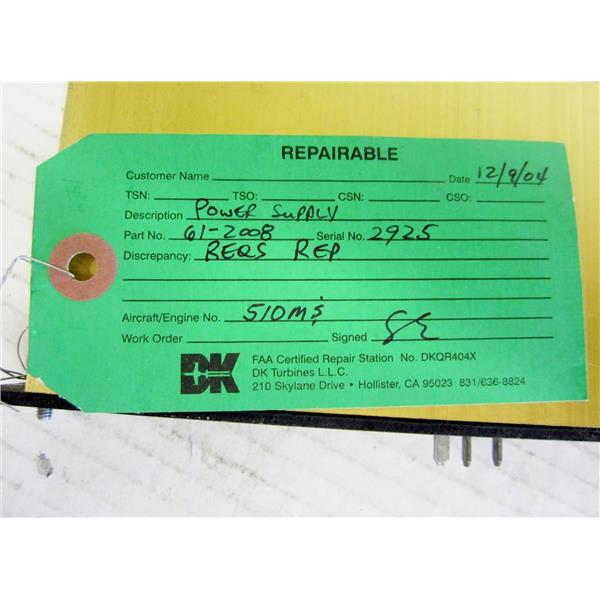 REPAIRABLE
Customer Name Date 12/9/04
TSN: TSO: CSN: CSO:
Description POWER SUPPLY
Part No. 61-2008 Serial No. 2925
Discrepancy: REQS REP
Aircraft/Engine No. 510M$
Work Order Signed
DK FAA Certified Repair Station No. DKQR404X
DK Turbines L.L.C.
210 Skylane Drive • Hollister, CA 95023 831/636-8824